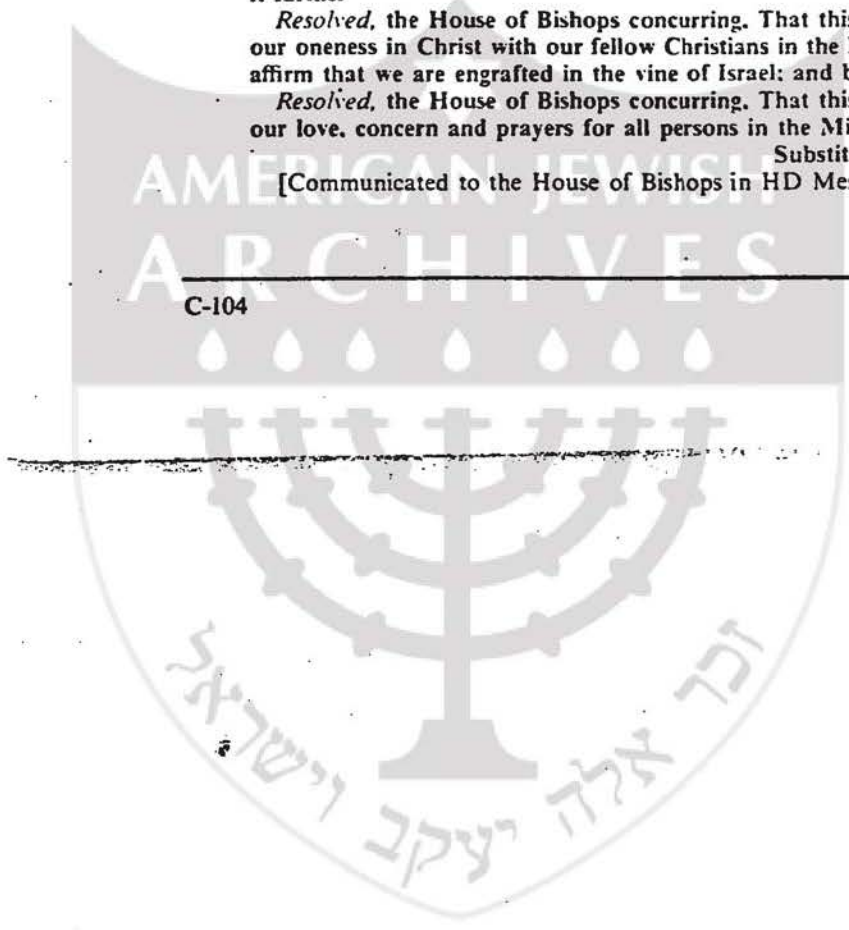 Resolved, the House of Bishops concurring. That this
our oneness in Christ with our fellow Christians in the
affirm that we are engrafted in the vine of Israel; and b
Resolved, the House of Bishops concurring. That this
our love. concern and prayers for all persons in the Mi
Substit
[Communicated to the House of Bishops in HD Me
AMERICAN JEWISH
ARCHIVES
C-104
זכר אלה יעקב וישראל